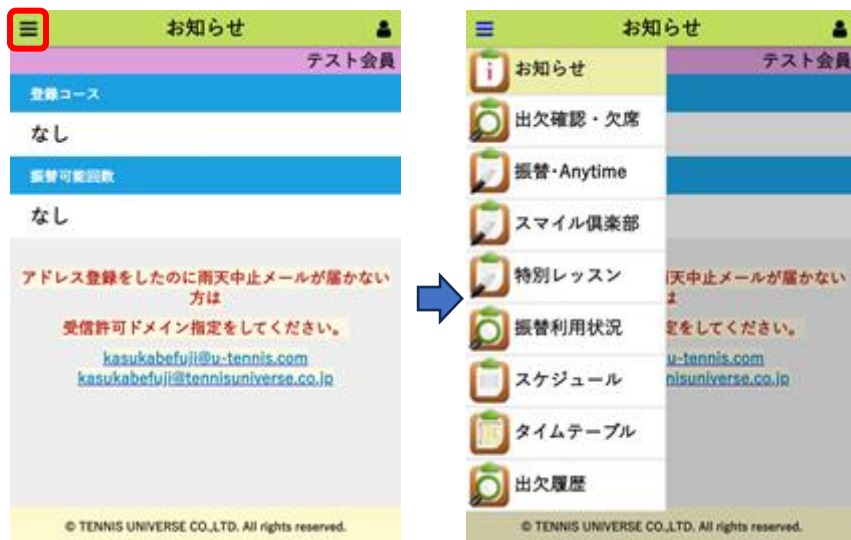 お知らせ
テスト会員
登録コース
なし
振替可能回数
なし
アドレス登録をしたのに雨天中止メールが届かない
方は
受信許可ドメイン指定をしてください。
kasukabefuji@u-tennis.com
kasukabefuji@tennisuniverse.co.jp
© TENNIS UNIVERSE CO.,LTD. All rights reserved.
お知らせ
テスト会員
お知らせ
出欠確認・欠席
振替・Anytime
スマイル倶楽部
特別レッスン
振替利用状況
スケジュール
タイムテーブル
出欠履歴
天中止メールが届かない
は
定をしてください。
u-tennis.com
nisuniverse.co.jp
© TENNIS UNIVERSE CO.,LTD. All rights reserved.